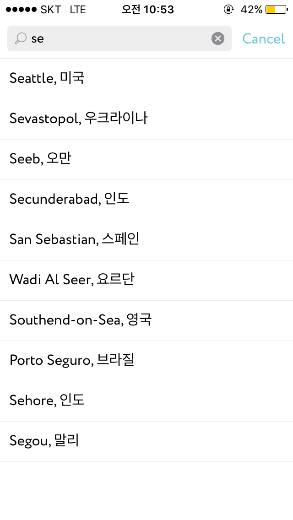 SKT LTE 오전 10:53 42%
se Cancel
Seattle, 미국
Sevastopol, 우크라이나
Seeb, 오만
Secunderabad, 인도
San Sebastian, 스페인
Wadi Al Seer, 요르단
Southend-on-Sea, 영국
Porto Seguro, 브라질
Sehore, 인도
Segou, 말리